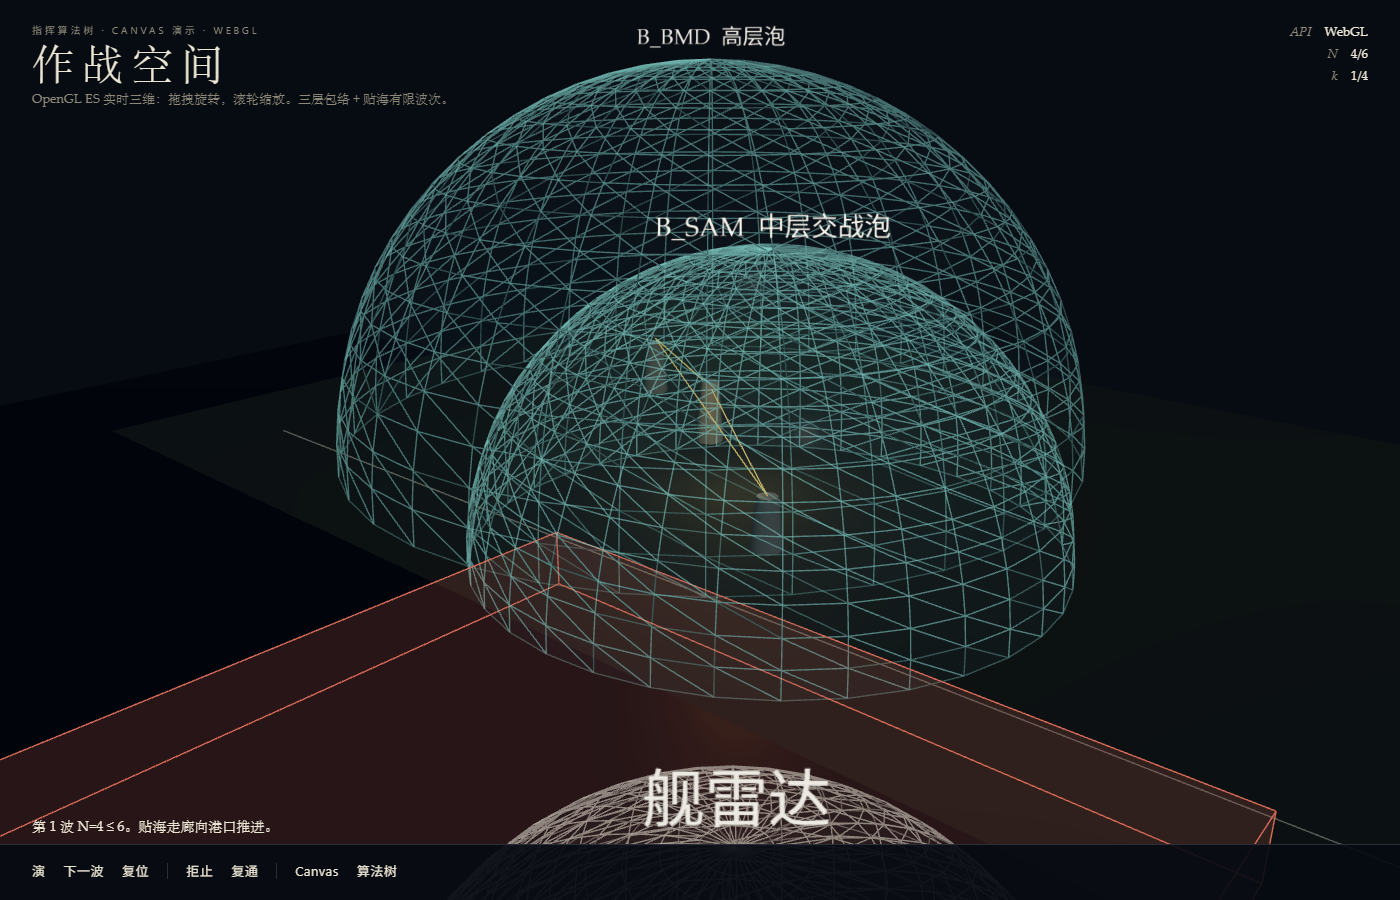 指挥算法树 · CANVAS 演示 · WEBGL
作战空间
OpenGL ES 实时三维：拖拽旋转，滚轮缩放。三层包络 + 贴海有限波次。
API WebGL
N 4/6
k 1/4
B_BMD 高层泡
B_SAM 中层交战泡
舰雷达
第 1 波 N=4 ≤ 6。贴海走廊向港口推进。
演 下一波 复位 拒止 复通 Canvas 算法树